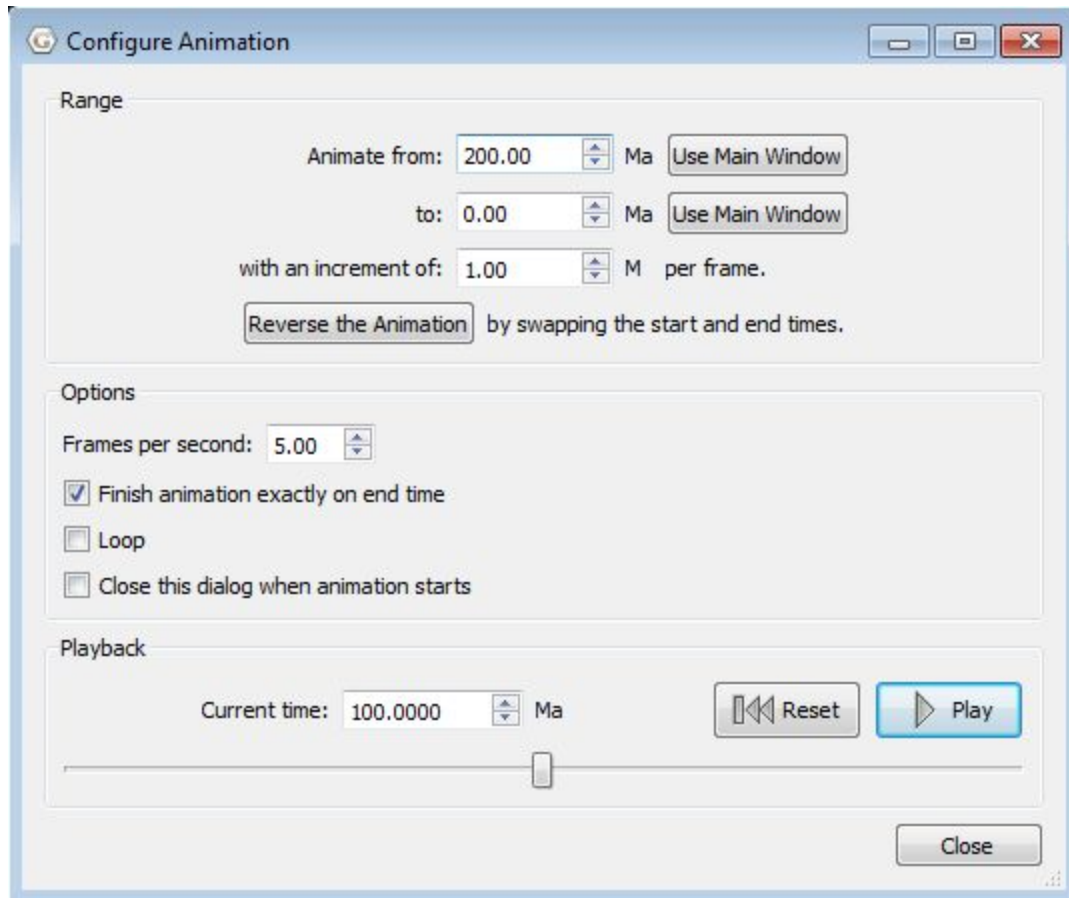 Configure Animation
Range
Animate from: 200.00 Ma Use Main Window
to: 0.00 Ma Use Main Window
with an increment of: 1.00 M per frame.
Reverse the Animation by swapping the start and end times.
Options
Frames per second: 5.00
Finish animation exactly on end time
Loop
Close this dialog when animation starts
Playback
Current time: 100.0000 Ma Reset Play
Close